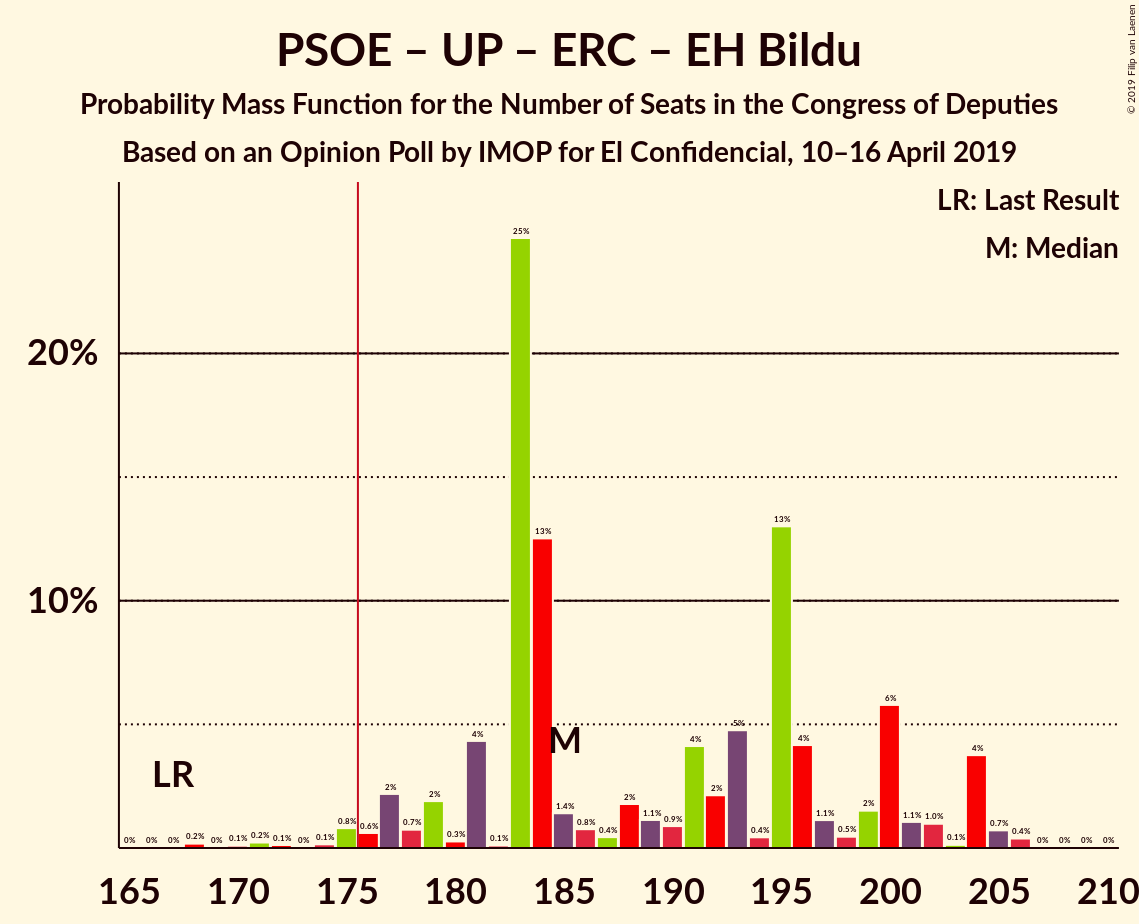 PSOE – UP – ERC – EH Bildu
Probability Mass Function for the Number of Seats in the Congress of Deputies
Based on an Opinion Poll by IMOP for El Confidencial, 10–16 April 2019
© 2019 Filip van Laenen
LR: Last Result
M: Median
20%
10%
LR
M
0% 0% 0% 0.2% 0% 0.1% 0.2% 0.1% 0% 0.1% 0.8% 0.6% 2% 0.7% 2% 0.3% 4% 0.1% 25% 13% 1.4% 0.8% 0.4% 2% 1.1% 0.9% 4% 2% 5% 0.4% 13% 4% 1.1% 0.5% 2% 6% 1.1% 1.0% 0.1% 4% 0.7% 0.4% 0% 0% 0% 0%
165 170 175 180 185 190 195 200 205 210